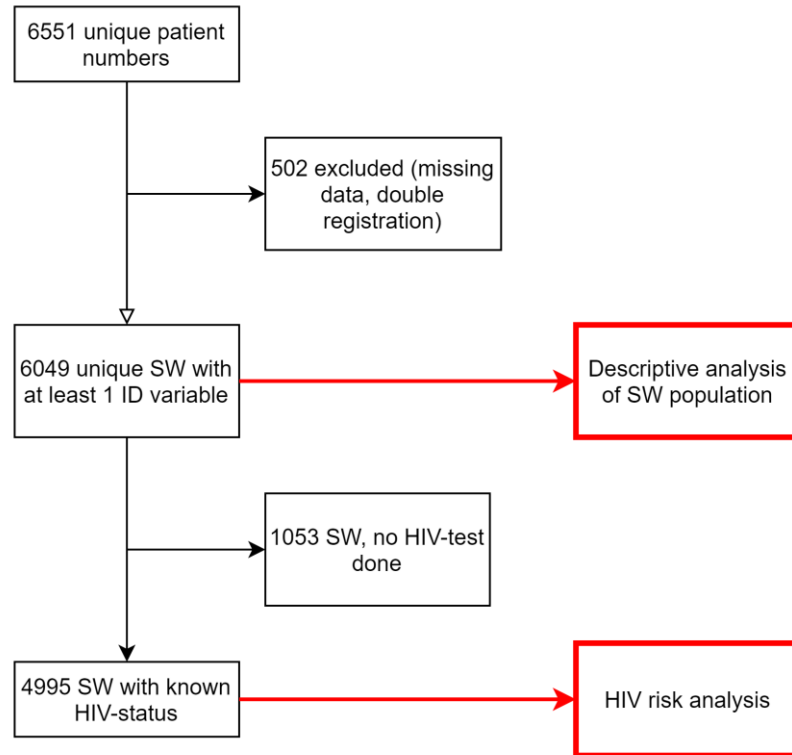 6551 unique patient
numbers
502 excluded (missing
data, double
registration)
6049 unique SW with
at least 1 ID variable
Descriptive analysis
of SW population
1053 SW, no HIV-test
done
4995 SW with known
HIV-status
HIV risk analysis